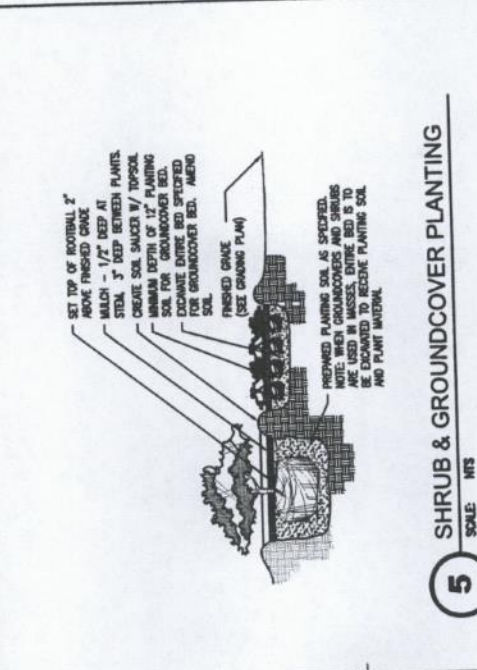 SET TOP OF ROOTBALL 2"
ABOVE FINISHED GRADE
MULCH - 1/2" DEEP AT
STEM, 3" DEEP BETWEEN PLANTS.
CREATE SOIL SAUCER W/ TOPSOIL
MINIMUM DEPTH OF 12" PLANTING
SOIL FOR GROUNDCOVER BED.
EXCAVATE ENTIRE BED SPECIFIED
FOR GROUNDCOVER BED. AMEND
SOIL.
FINISHED GRADE
(SEE GRADING PLAN)
PREPARED PLANTING SOIL AS SPECIFIED.
NOTE: WHEN GROUNDCOVERS AND SHRUBS
ARE USED IN MASSES, ENTIRE BED IS TO
BE EXCAVATED TO RECEIVE PLANTING SOIL
AND PLANT MATERIAL
5 SHRUB & GROUNDCOVER PLANTING
SCALE: NTS